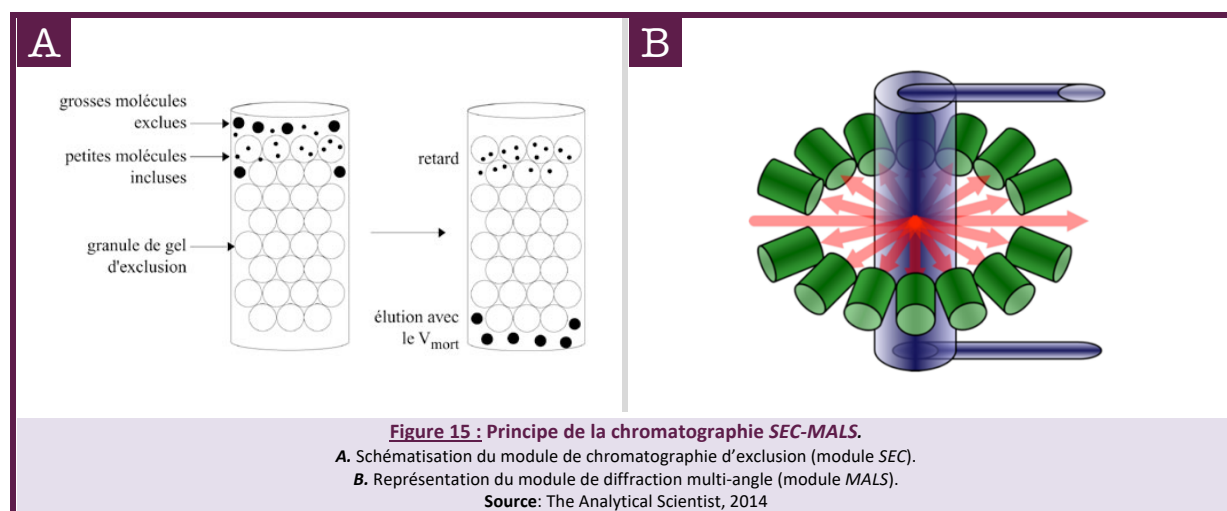 A
grosses molécules
exclues
petites molécules
incluses
granule de gel
d'exclusion
retard
élution avec
le Vmort
B
Figure 15 : Principe de la chromatographie SEC-MALS.
A. Schématisation du module de chromatographie d’exclusion (module SEC).
B. Représentation du module de diffraction multi-angle (module MALS).
Source: The Analytical Scientist, 2014